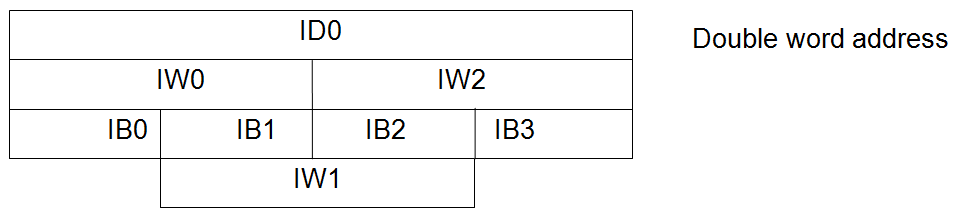 ID0
Double word address
IW0 IW2
IB0 IB1 IB2 IB3
IW1